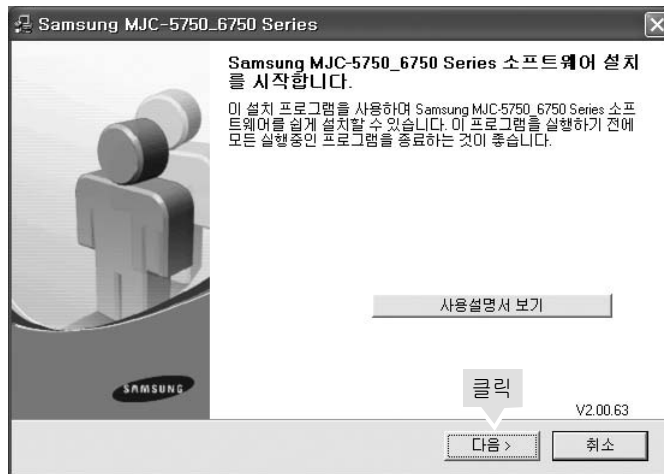 Samsung MJC-5750_6750 Series
Samsung MJC-5750_6750 Series 소프트웨어 설치
를 시작합니다.
이 설치 프로그램을 사용하여 Samsung MJC-5750_6750 Series 소프
트웨어를 쉽게 설치할 수 있습니다. 이 프로그램을 실행하기 전에
모든 실행중인 프로그램을 종료하는 것이 좋습니다.
사용설명서 보기
SAMSUNG
클릭
V2.00.63
다음 >
취소